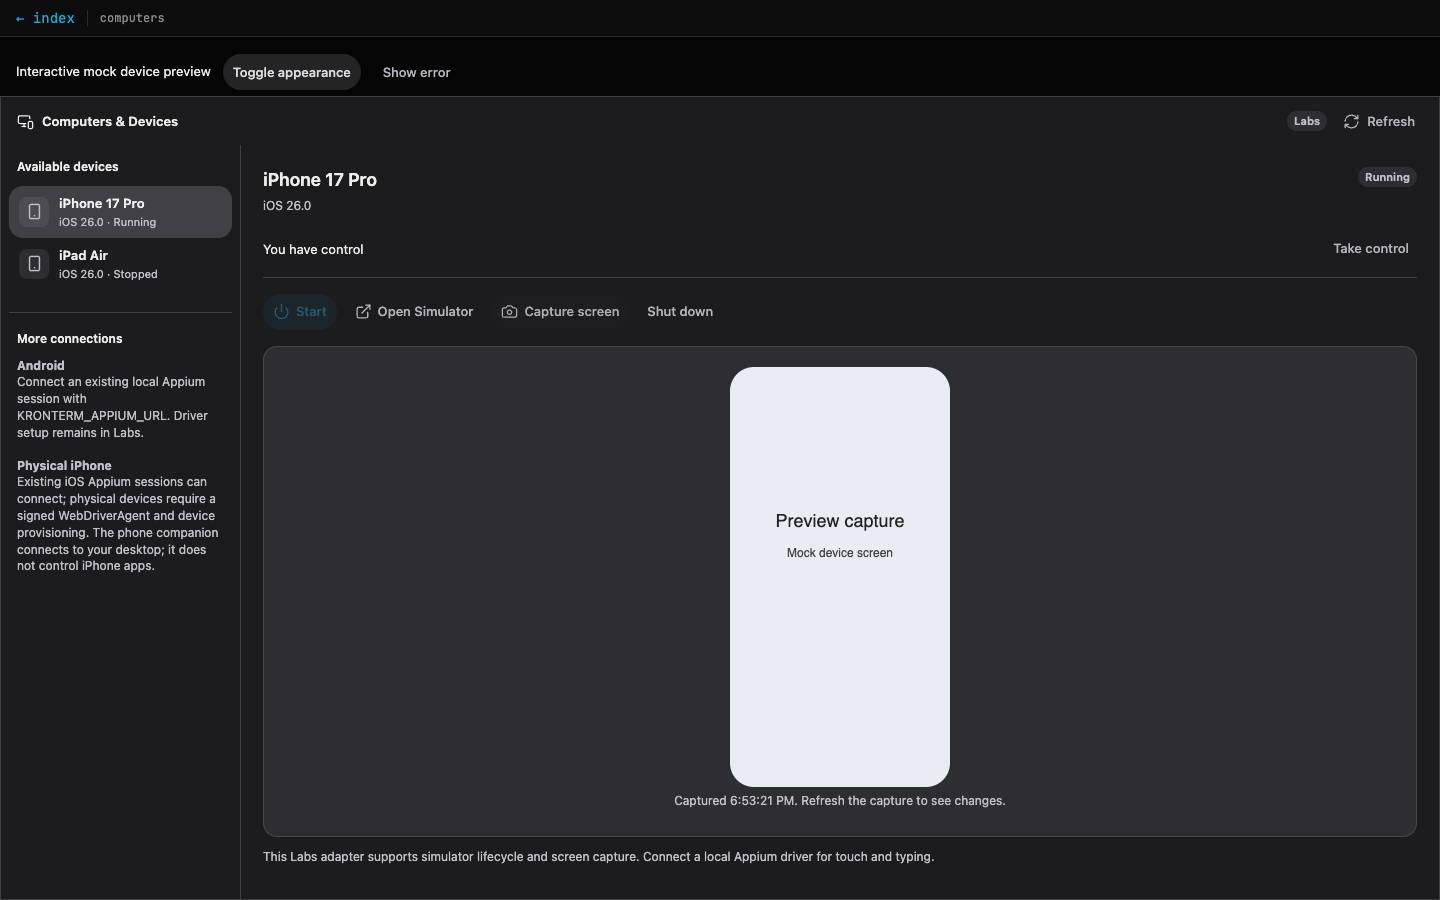 ← index
computers
Interactive mock device preview
Toggle appearance
Show error
Computers & Devices
Labs
Refresh
Available devices
iPhone 17 Pro
iOS 26.0 · Running
iPad Air
iOS 26.0 · Stopped
More connections
Android
Connect an existing local Appium
session with
KRONTERM_APPIUM_URL. Driver
setup remains in Labs.
Physical iPhone
Existing iOS Appium sessions can
connect; physical devices require a
signed WebDriverAgent and device
provisioning. The phone companion
connects to your desktop; it does
not control iPhone apps.
iPhone 17 Pro
Running
iOS 26.0
You have control
Take control
Start
Open Simulator
Capture screen
Shut down
Preview capture
Mock device screen
Captured 6:53:21 PM. Refresh the capture to see changes.
This Labs adapter supports simulator lifecycle and screen capture. Connect a local Appium driver for touch and typing.